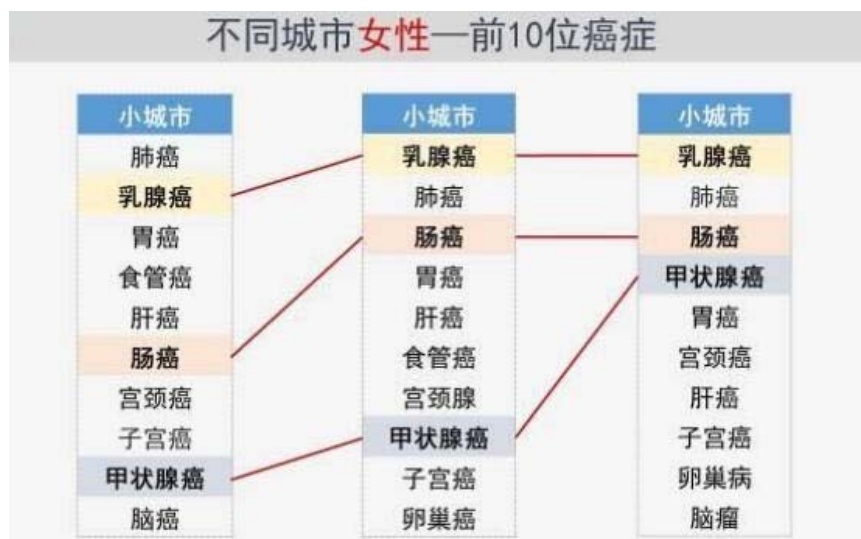 不同城市女性—前10位癌症
小城市
肺癌
乳腺癌
胃癌
食管癌
肝癌
肠癌
宫颈癌
子宫癌
甲状腺癌
脑癌
小城市
乳腺癌
肺癌
肠癌
胃癌
肝癌
食管癌
宫颈腺
甲状腺癌
子宫癌
卵巢癌
小城市
乳腺癌
肺癌
肠癌
甲状腺癌
胃癌
宫颈癌
肝癌
子宫癌
卵巢病
脑瘤